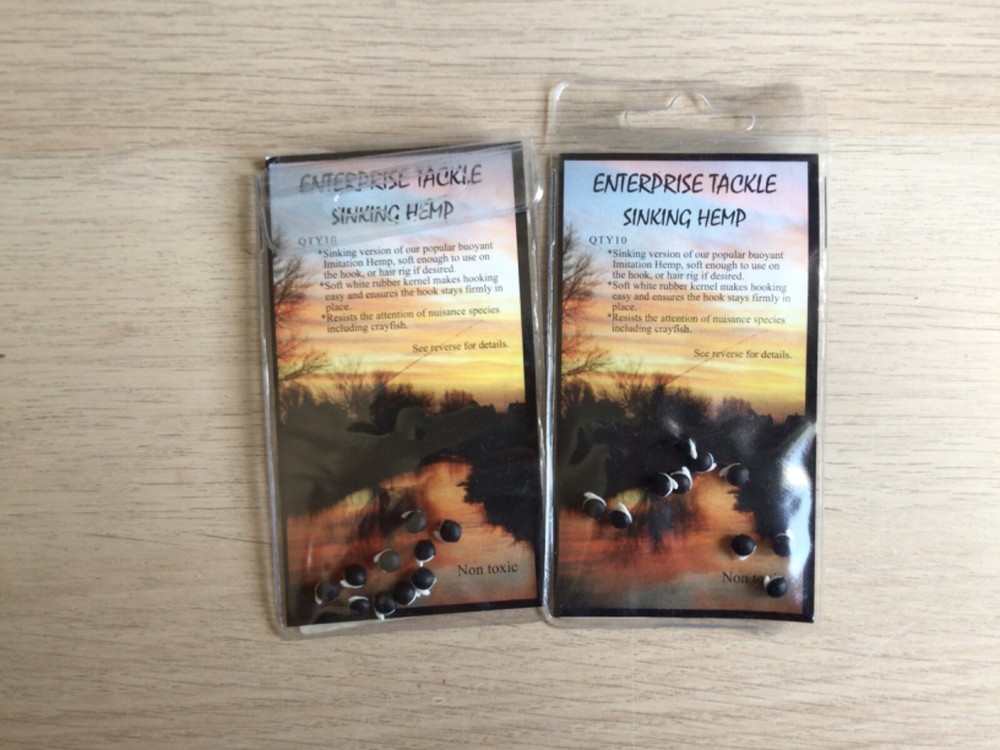 ENTERPRISE TACKLE
SINKING HEMP
QTY10
*Sinking version of our popular buoyant
Imitation Hemp, soft enough to use on
the hook, or hair rig if desired.
*Soft white rubber kernel makes hooking
easy and ensures the hook stays firmly in
place.
*Resists the attention of nuisance species
including crayfish.
See reverse for details.
Non toxic
ENTERPRISE TACKLE
SINKING HEMP
QTY10
*Sinking version of our popular buoyant
Imitation Hemp, soft enough to use on
the hook, or hair rig if desired.
*Soft white rubber kernel makes hooking
easy and ensures the hook stays firmly in
place.
*Resists the attention of nuisance species
including crayfish.
See reverse for details.
Non toxic